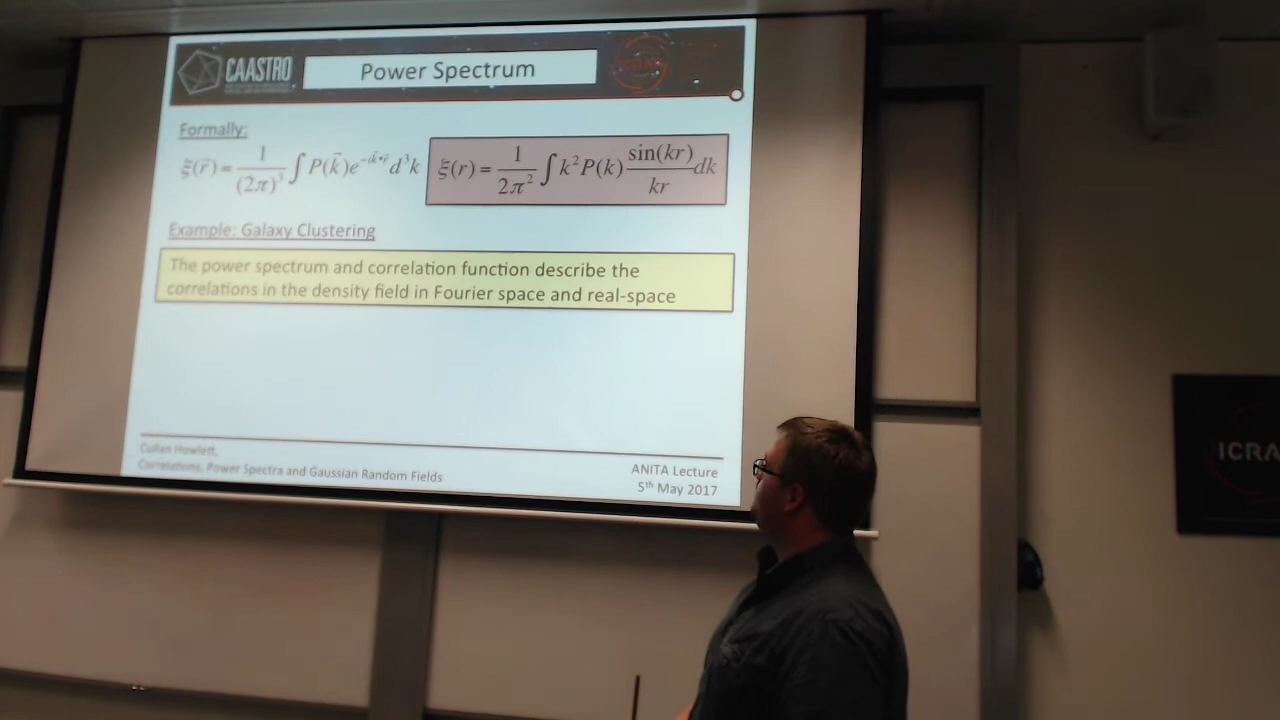 CAASTRO
Power Spectrum
Formally:
ξ(r⃗) = 1/(2π)³ ∫ P(k⃗)e^{-ik⃗•r⃗} d³k
ξ(r) = 1/2π² ∫ k²P(k) sin(kr)/kr dk
Example: Galaxy Clustering
The power spectrum and correlation function describe the
correlations in the density field in Fourier space and real-space
Cullan Howlett,
Correlations, Power Spectra and Gaussian Random Fields
ANITA Lecture
5th May 2017
ICRA